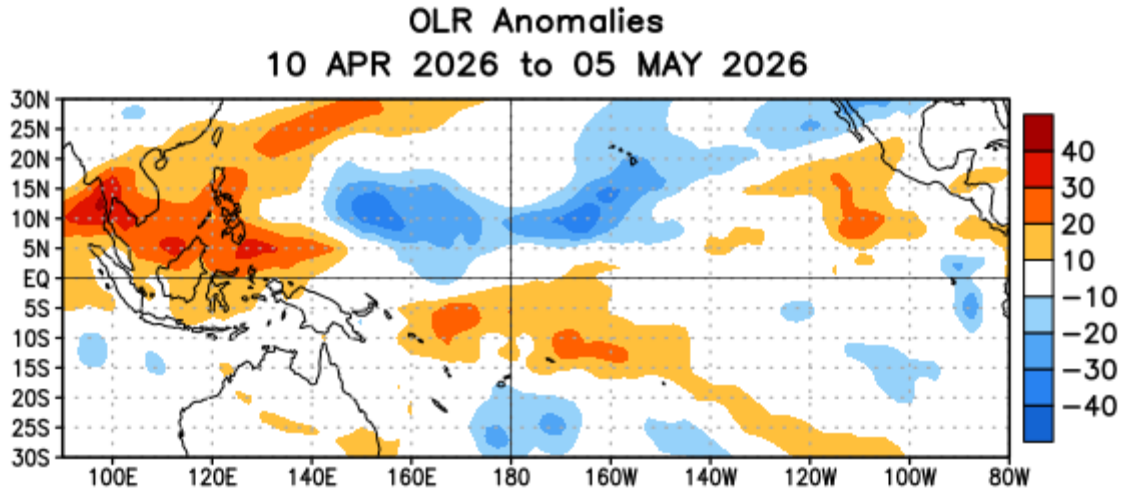 OLR Anomalies
10 APR 2026 to 05 MAY 2026
30N
25N
20N
15N
10N
5N
EQ
5S
10S
15S
20S
25S
30S
100E 120E 140E 160E 180 160W 140W 120W 100W 80W
40
30
20
10
-10
-20
-30
-40